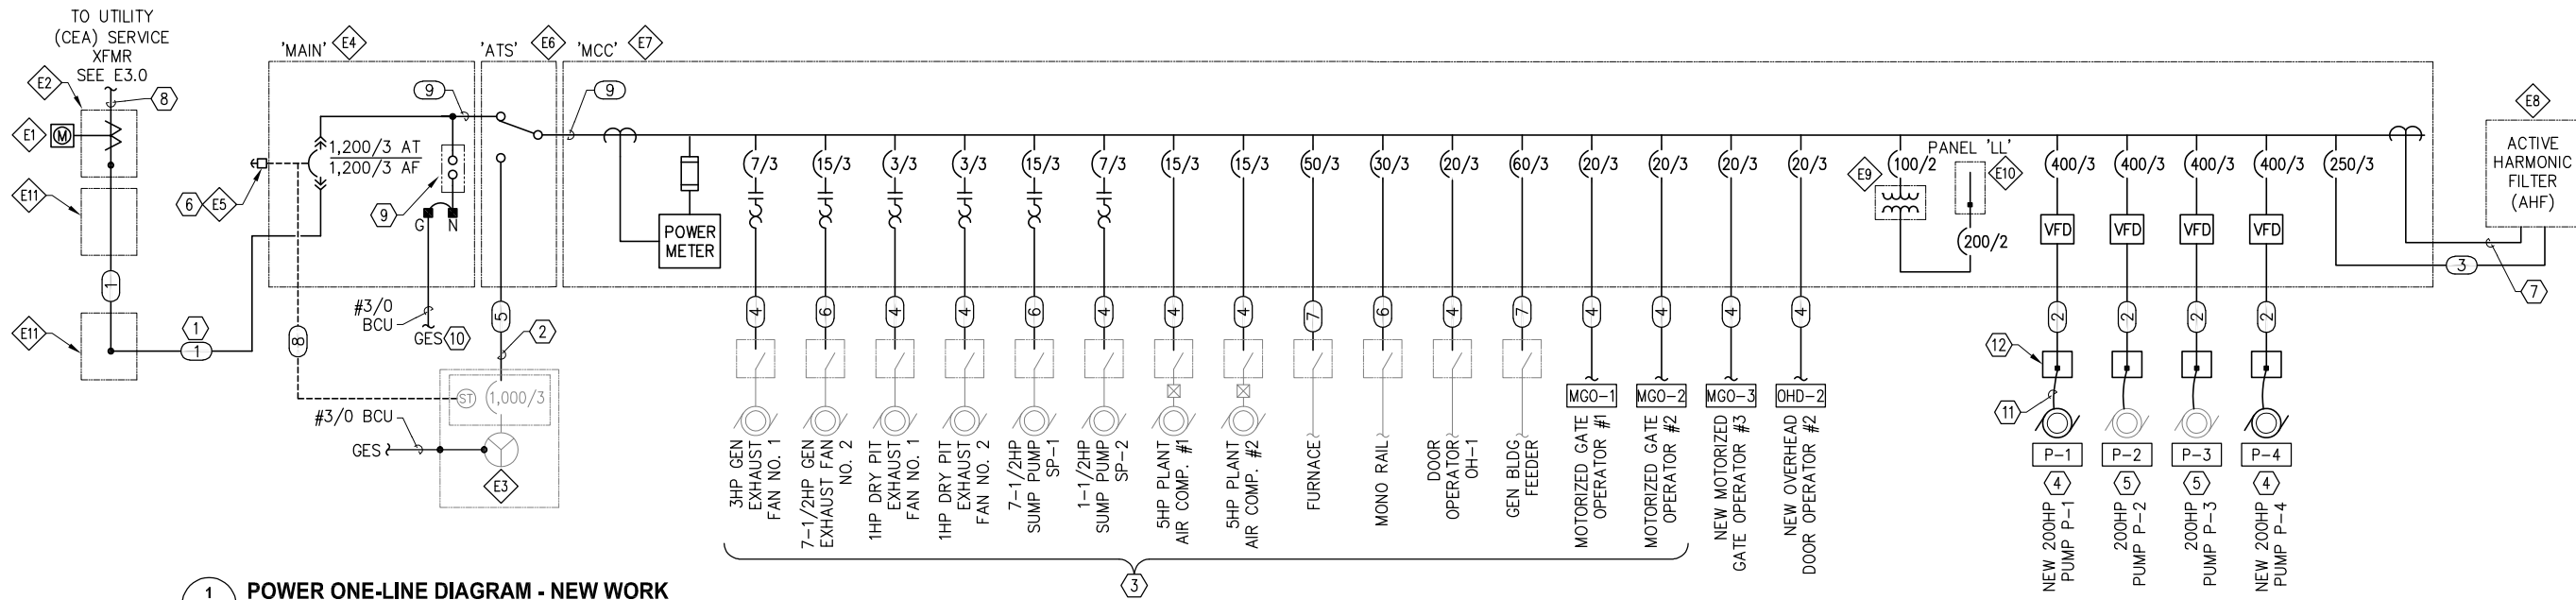 TO UTILITY
(CEA) SERVICE
XFMR
SEE E3.0
E2
8
E1
M
E11
1
E11
1
1
'MAIN'
E4
1,200/3 AT
1,200/3 AF
6
E5
9
9
G
N
#3/0
BCU
GES
10
8
#3/0 BCU
GES
'ATS'
E6
5
2
ST
1,000/3
E3
'MCC'
E7
9
POWER
METER
7/3
15/3
3/3
3/3
15/3
7/3
15/3
15/3
50/3
30/3
20/3
60/3
20/3
20/3
20/3
20/3
100/2
E9
PANEL 'LL'
E10
200/2
400/3
400/3
400/3
400/3
250/3
VFD
VFD
VFD
VFD
E8
ACTIVE
HARMONIC
FILTER
(AHF)
3
7
4
6
4
4
6
4
4
4
7
6
4
7
4
4
4
4
2
2
2
2
12
11
MGO-1
MGO-2
MGO-3
OHD-2
P-1
P-2
P-3
P-4
4
5
5
4
3HP GEN
EXHAUST
FAN NO. 1
7-1/2HP GEN
EXHAUST FAN
NO. 2
1HP DRY PIT
EXHAUST
FAN NO. 1
1HP DRY PIT
EXHAUST
FAN NO. 2
7-1/2HP
SUMP PUMP
SP-1
1-1/2HP
SUMP PUMP
SP-2
5HP PLANT
AIR COMP. #1
5HP PLANT
AIR COMP. #2
FURNACE
MONO RAIL
DOOR
OPERATOR
OH-1
GEN BLDG
FEEDER
MOTORIZED GATE
OPERATOR #1
MOTORIZED GATE
OPERATOR #2
NEW MOTORIZED
GATE OPERATOR #3
NEW OVERHEAD
DOOR OPERATOR #2
NEW 200HP
PUMP P-1
200HP
PUMP P-2
200HP
PUMP P-3
NEW 200HP
PUMP P-4
3
1
POWER ONE-LINE DIAGRAM - NEW WORK